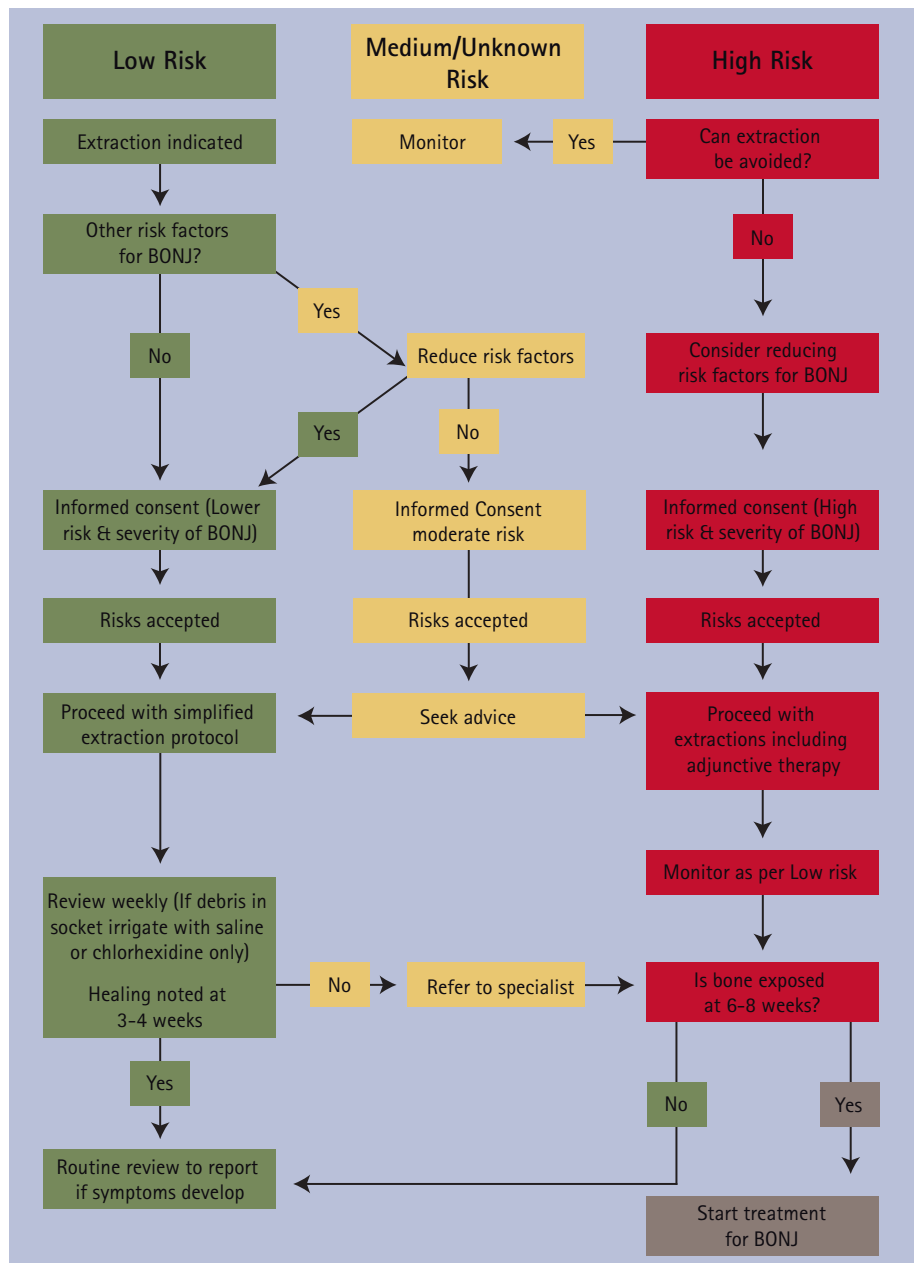 Low Risk
Medium/Unknown
Risk
High Risk
Extraction indicated
Monitor
Yes
Can extraction
be avoided?
Other risk factors
for BONJ?
No
Yes
No
Reduce risk factors
Consider reducing
risk factors for BONJ
Yes
No
Informed consent (Lower
risk & severity of BONJ)
Informed Consent
moderate risk
Informed consent (High
risk & severity of BONJ)
Risks accepted
Risks accepted
Risks accepted
Proceed with simplified
extraction protocol
Seek advice
Proceed with
extractions including
adjunctive therapy
Monitor as per Low risk
Review weekly (If debris in
socket irrigate with saline
or chlorhexidine only)
Healing noted at
3-4 weeks
No
Refer to specialist
Is bone exposed
at 6-8 weeks?
Yes
No
Yes
Routine review to report
if symptoms develop
Start treatment
for BONJ